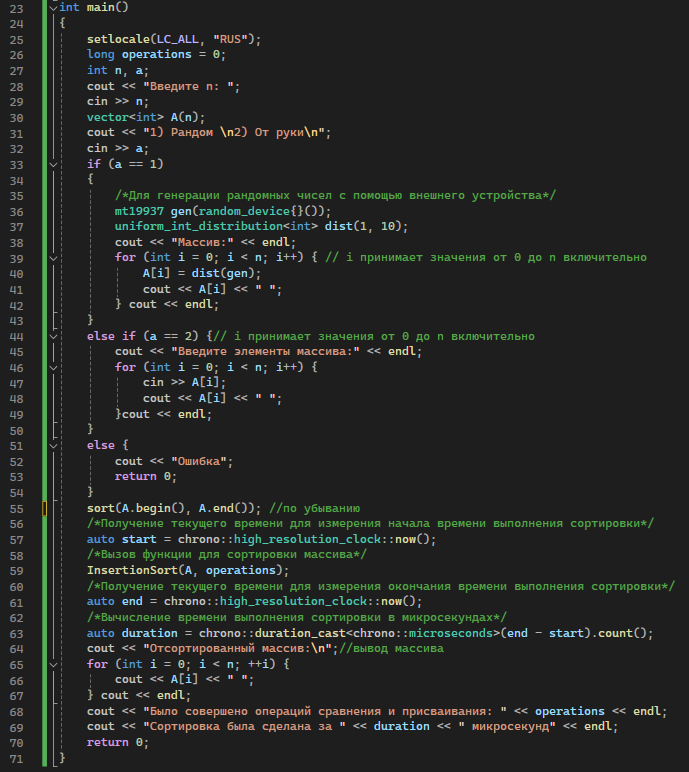 23 int main()
24 {
25 setlocale(LC_ALL, "RUS");
26 long operations = 0;
27 int n, a;
28 cout << "Введите n: ";
29 cin >> n;
30 vector<int> A(n);
31 cout << "1) Рандом \n2) От руки\n";
32 cin >> a;
33 if (a == 1)
34 {
35 /*Для генерации рандомных чисел с помощью внешнего устройства*/
36 mt19937 gen(random_device{}());
37 uniform_int_distribution<int> dist(1, 10);
38 cout << "Массив:" << endl;
39 for (int i = 0; i < n; i++) { // i принимает значения от 0 до n включительно
40 A[i] = dist(gen);
41 cout << A[i] << " ";
42 } cout << endl;
43 }
44 else if (a == 2) {// i принимает значения от 0 до n включительно
45 cout << "Введите элементы массива:" << endl;
46 for (int i = 0; i < n; i++) {
47 cin >> A[i];
48 cout << A[i] << " ";
49 }cout << endl;
50 }
51 else {
52 cout << "Ошибка";
53 return 0;
54 }
55 sort(A.begin(), A.end()); //по убыванию
56 /*Получение текущего времени для измерения начала времени выполнения сортировки*/
57 auto start = chrono::high_resolution_clock::now();
58 /*Вызов функции для сортировки массива*/
59 InsertionSort(A, operations);
60 /*Получение текущего времени для измерения окончания времени выполнения сортировки*/
61 auto end = chrono::high_resolution_clock::now();
62 /*Вычисление времени выполнения сортировки в микросекундах*/
63 auto duration = chrono::duration_cast<chrono::microseconds>(end - start).count();
64 cout << "Отсортированный массив:\n";//вывод массива
65 for (int i = 0; i < n; ++i) {
66 cout << A[i] << " ";
67 } cout << endl;
68 cout << "Было совершено операций сравнения и присваивания: " << operations << endl;
69 cout << "Сортировка была сделана за " << duration << " микросекунд" << endl;
70 return 0;
71 }